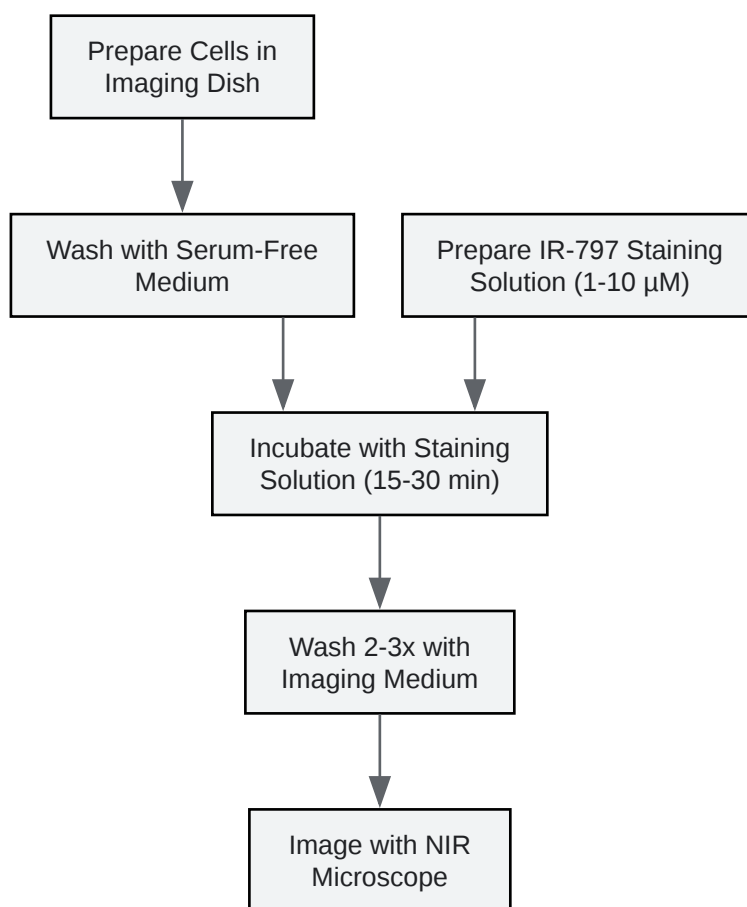 Prepare Cells in
Imaging Dish
Wash with Serum-Free
Medium
Prepare IR-797 Staining
Solution (1-10 µM)
Incubate with Staining
Solution (15-30 min)
Wash 2-3x with
Imaging Medium
Image with NIR
Microscope